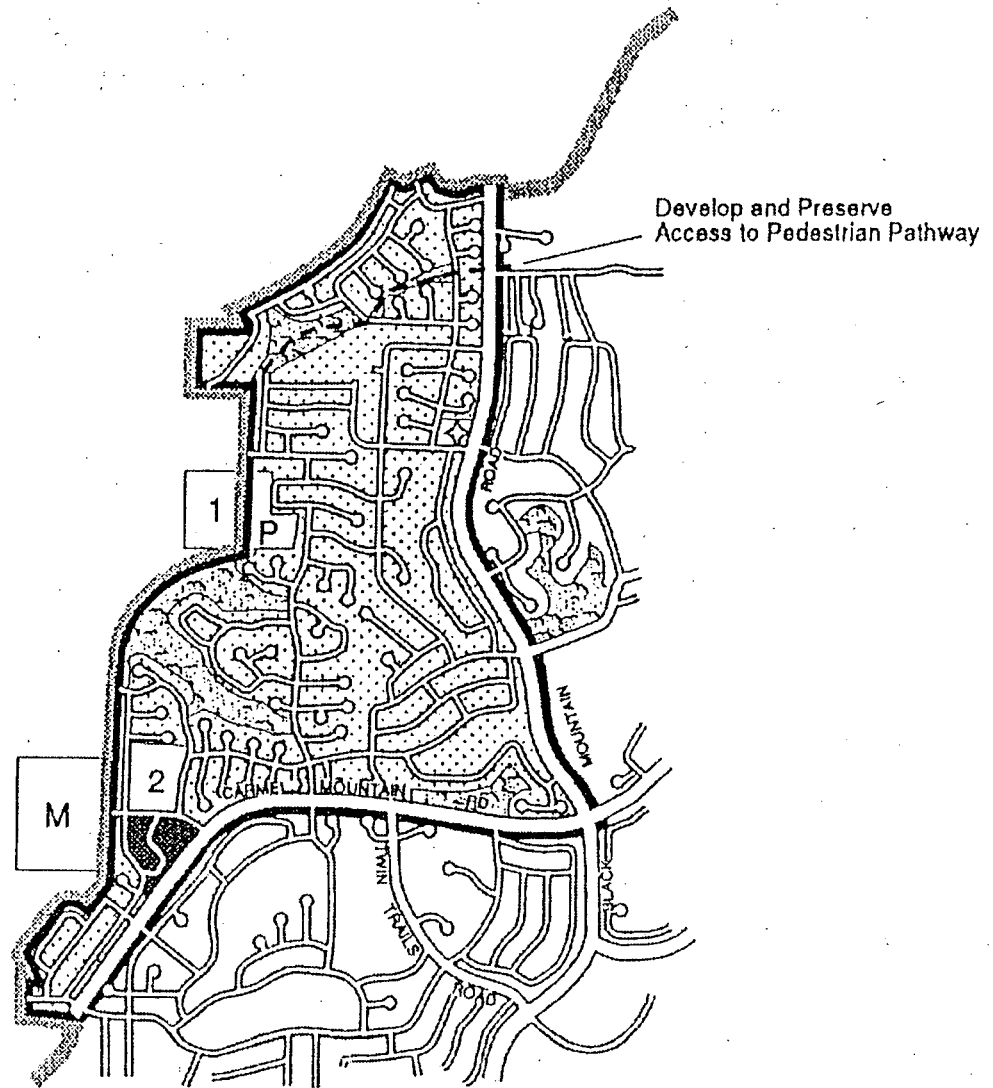 Develop and Preserve
Access to Pedestrian Pathway
ROAD
1
P
MOUNTAIN
2
CARMEL MOUNTAIN RD
M
TWIN
BLACK
TRAILS
ROAD